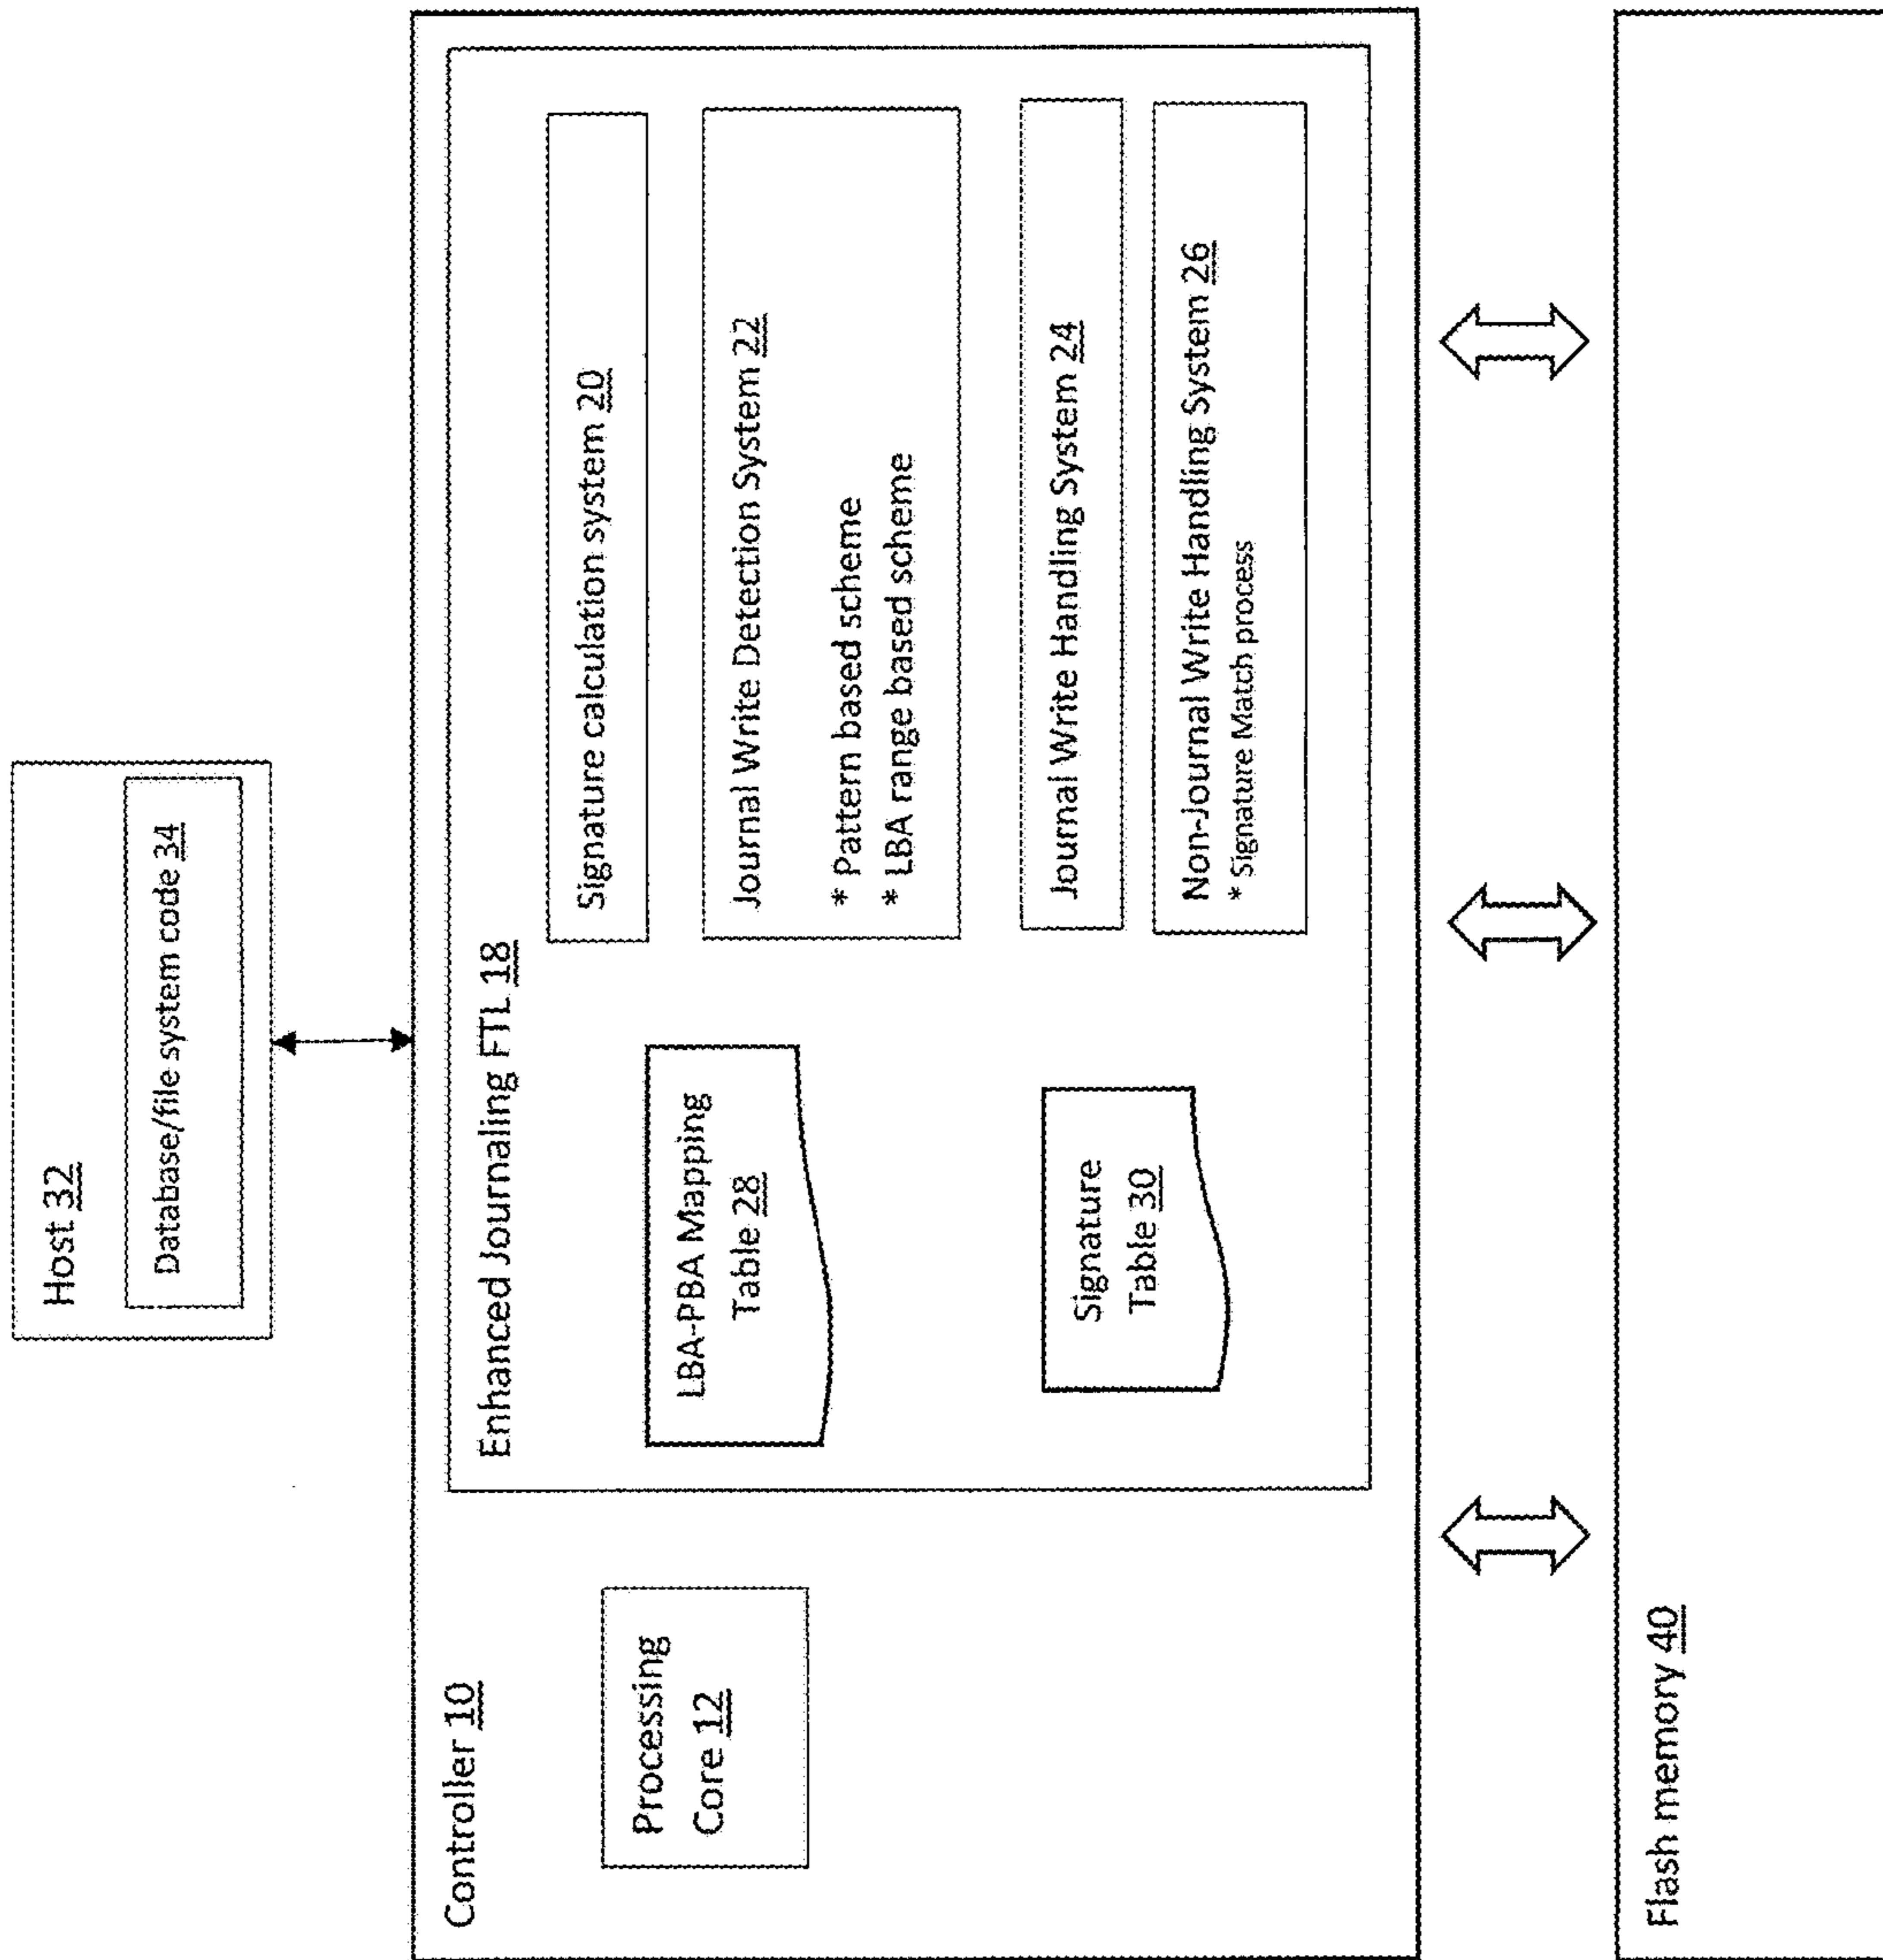 Host 32
Database/file system code 34
Controller 10
Processing
Core 12
Enhanced Journaling FTL 18
LBA-PBA Mapping
Table 28
Signature
Table 30
Signature calculation system 20
Journal Write Detection System 22
* Pattern based scheme
* LBA range based scheme
Journal Write Handling System 24
Non-Journal Write Handling System 26
* Signature Match process
Flash memory 40